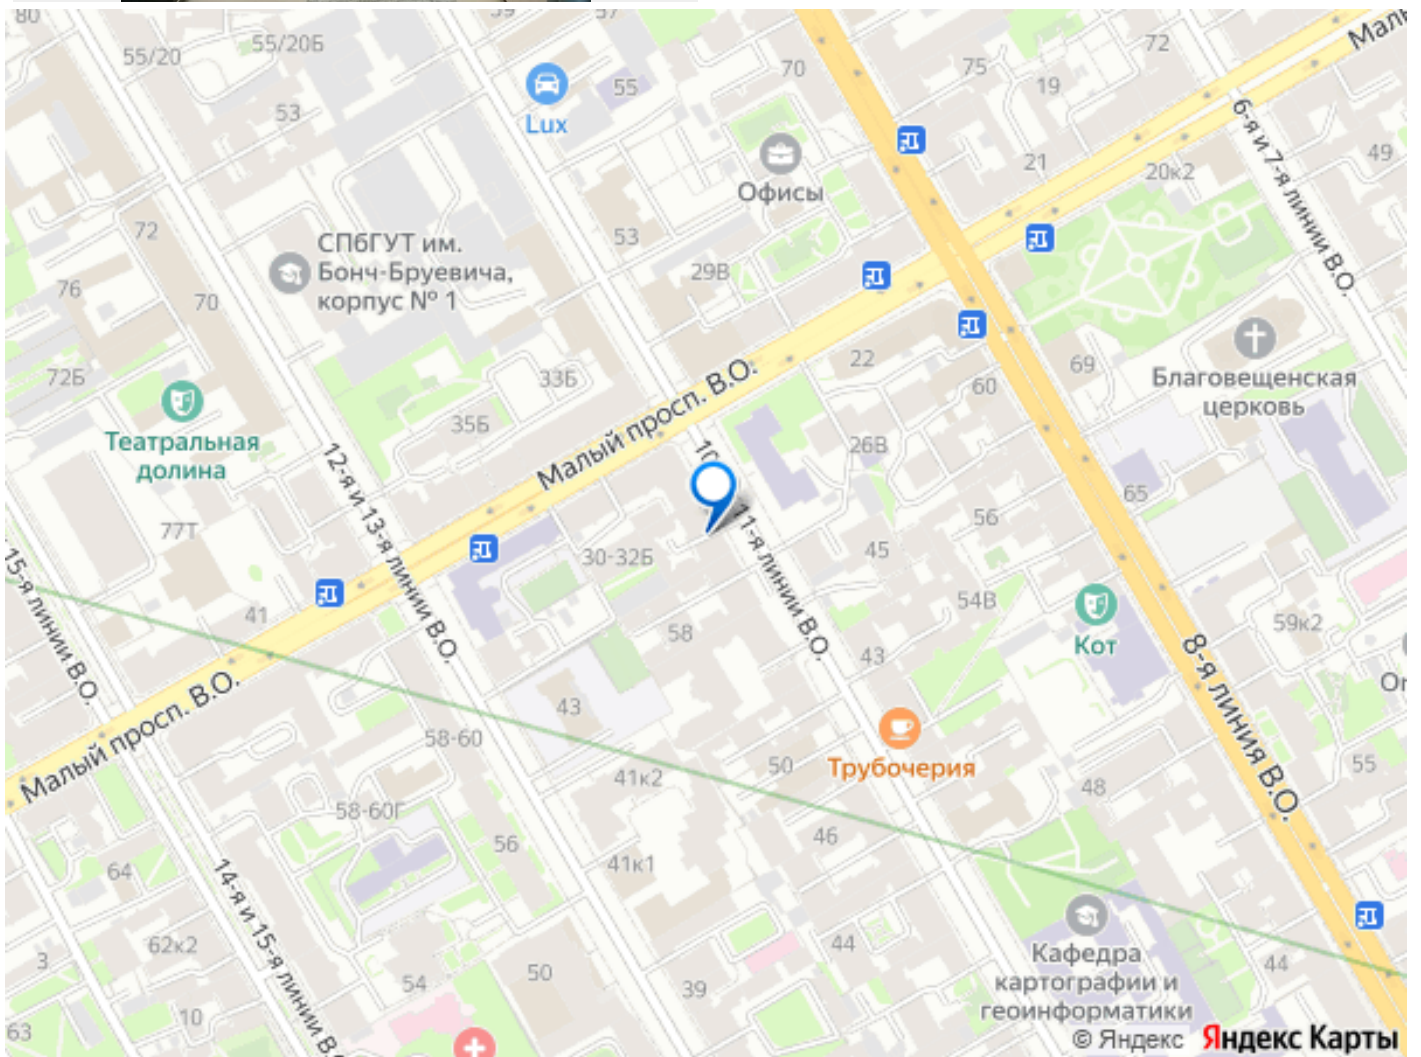 80
55/20
55/20Б
39
37
Lux
55
70
75
72
19
Малы
53
Офисы
21
20к2
49
6-я и 7-я линии В.О.
72
СПбГУТ им.
Бонч-Бруевича,
корпус № 1
53
29В
76
70
72Б
33Б
22
69
60
Благовещенская
церковь
Театральная
долина
35Б
Малый просп. В.О.
26В
12-я и 13-я линии В.О.
10
11-я линии В.О.
65
77Т
56
30-32Б
45
15-я линии В.О.
41
54В
Кот
59к2
58
43
8-я линия В.О.
Ог
Малый просп. В.О.
43
58-60
Трубочерия
50
41к2
55
48
58-60Г
56
46
64
41к1
14-я и 15-я линии В.О
62к2
3
54
50
39
44
Кафедра
картографии и
геоинформатики
44
63
10
© Яндекс Яндекс Карты